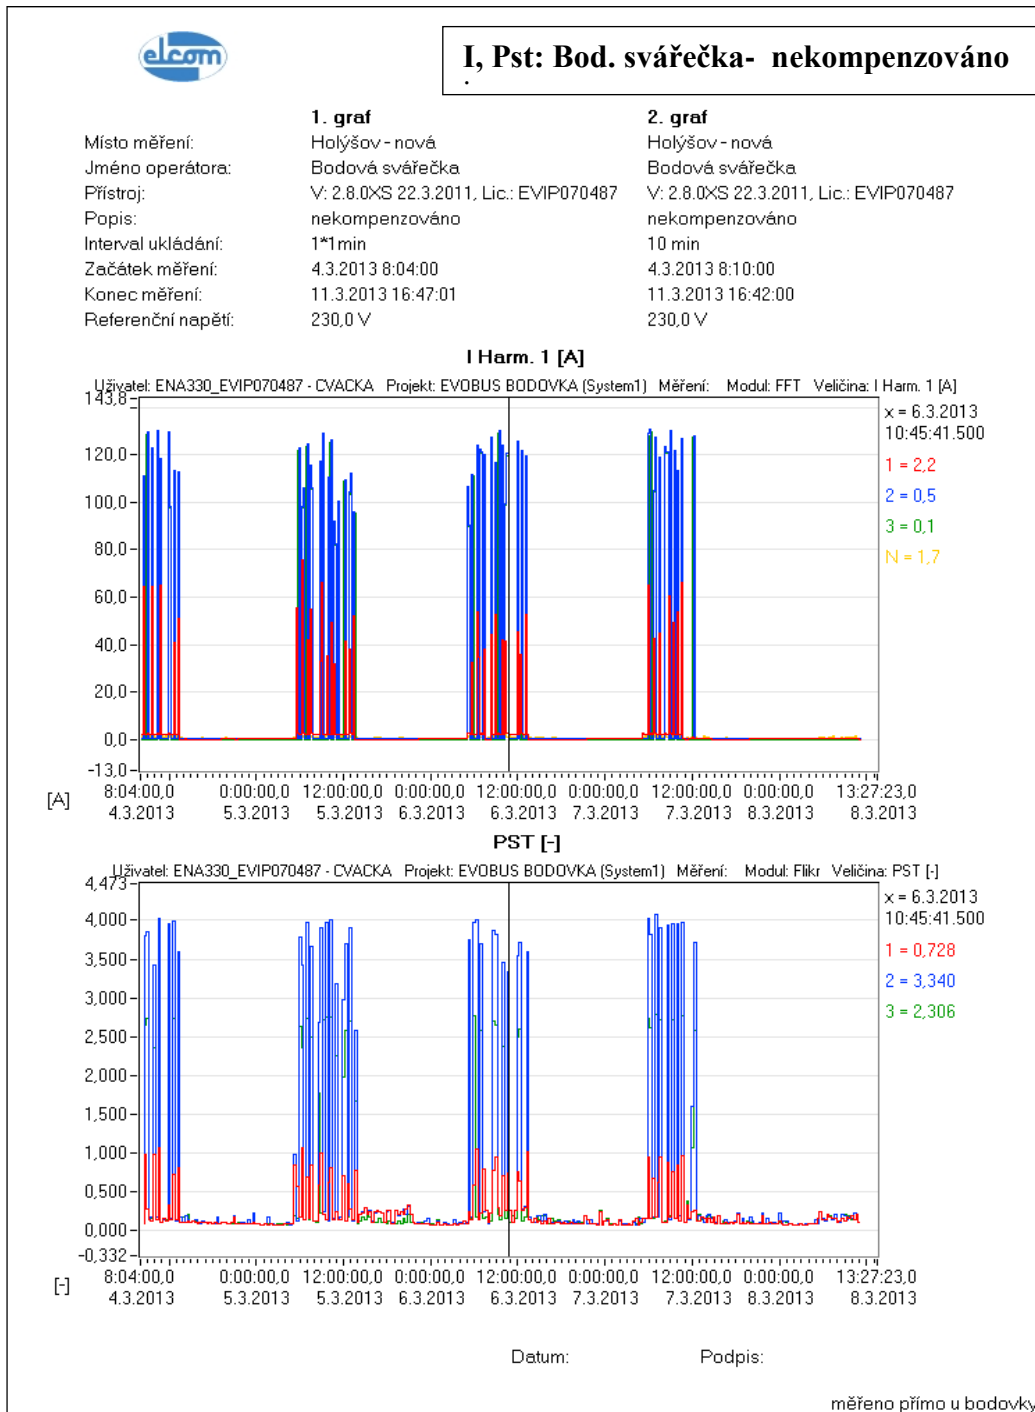 elcom
I, Pst: Bod. svářečka- nekompenzováno
1. graf 2. graf
Místo měření: Holýšov - nová Holýšov - nová
Jméno operátora: Bodová svářečka Bodová svářečka
Přístroj: V: 2.8.0XS 22.3.2011, Lic.: EVIP070487 V: 2.8.0XS 22.3.2011, Lic.: EVIP070487
Popis: nekompenzováno nekompenzováno
Interval ukládání: 1*1min 10 min
Začátek měření: 4.3.2013 8:04:00 4.3.2013 8:10:00
Konec měření: 11.3.2013 16:47:01 11.3.2013 16:42:00
Referenční napětí: 230,0 V 230,0 V
I Harm. 1 [A]
Uživatel: ENA330_EVIP070487 - CVACKA Projekt: EVOBUS BODOVKA (System1) Měření: Modul: FFT Veličina: I Harm. 1 [A]
143,8
120,0
100,0
80,0
60,0
40,0
20,0
0,0
-13,0
x = 6.3.2013
10:45:41.500
1 = 2,2
2 = 0,5
3 = 0,1
N = 1,7
[A]
8:04:00,0 0:00:00,0 12:00:00,0 0:00:00,0 12:00:00,0 0:00:00,0 12:00:00,0 0:00:00,0 13:27:23,0
4.3.2013 5.3.2013 5.3.2013 6.3.2013 6.3.2013 7.3.2013 7.3.2013 8.3.2013 8.3.2013
PST [-]
Uživatel: ENA330_EVIP070487 - CVACKA Projekt: EVOBUS BODOVKA (System1) Měření: Modul: Flikr Veličina: PST [-]
4,473
4,000
3,500
3,000
2,500
2,000
1,500
1,000
0,500
0,000
-0,332
x = 6.3.2013
10:45:41.500
1 = 0,728
2 = 3,340
3 = 2,306
[-]
8:04:00,0 0:00:00,0 12:00:00,0 0:00:00,0 12:00:00,0 0:00:00,0 12:00:00,0 0:00:00,0 13:27:23,0
4.3.2013 5.3.2013 5.3.2013 6.3.2013 6.3.2013 7.3.2013 7.3.2013 8.3.2013 8.3.2013
Datum: Podpis:
měřeno přímo u bodovky